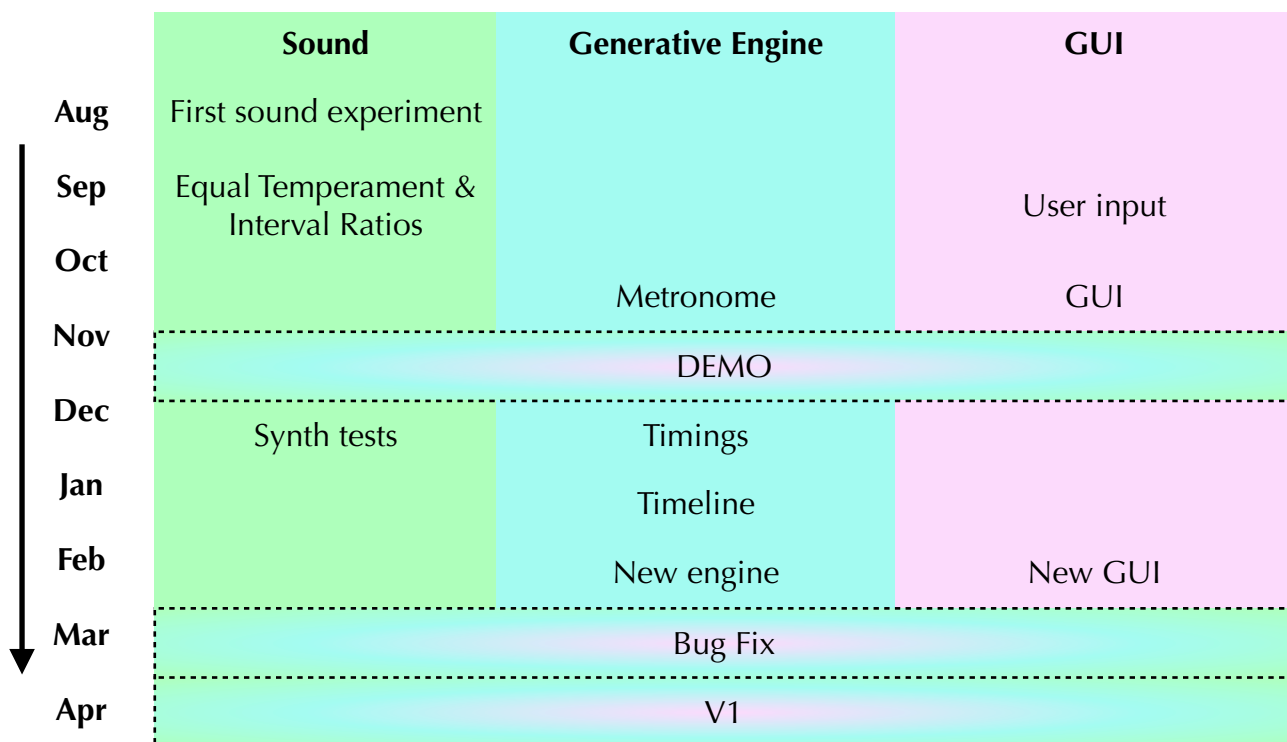 Sound Generative Engine GUI
Aug First sound experiment
Sep Equal Temperament &
Interval Ratios User input
Oct
Metronome GUI
Nov
DEMO
Dec
Synth tests Timings
Jan
Timeline
Feb
New engine New GUI
Mar Bug Fix
Apr V1